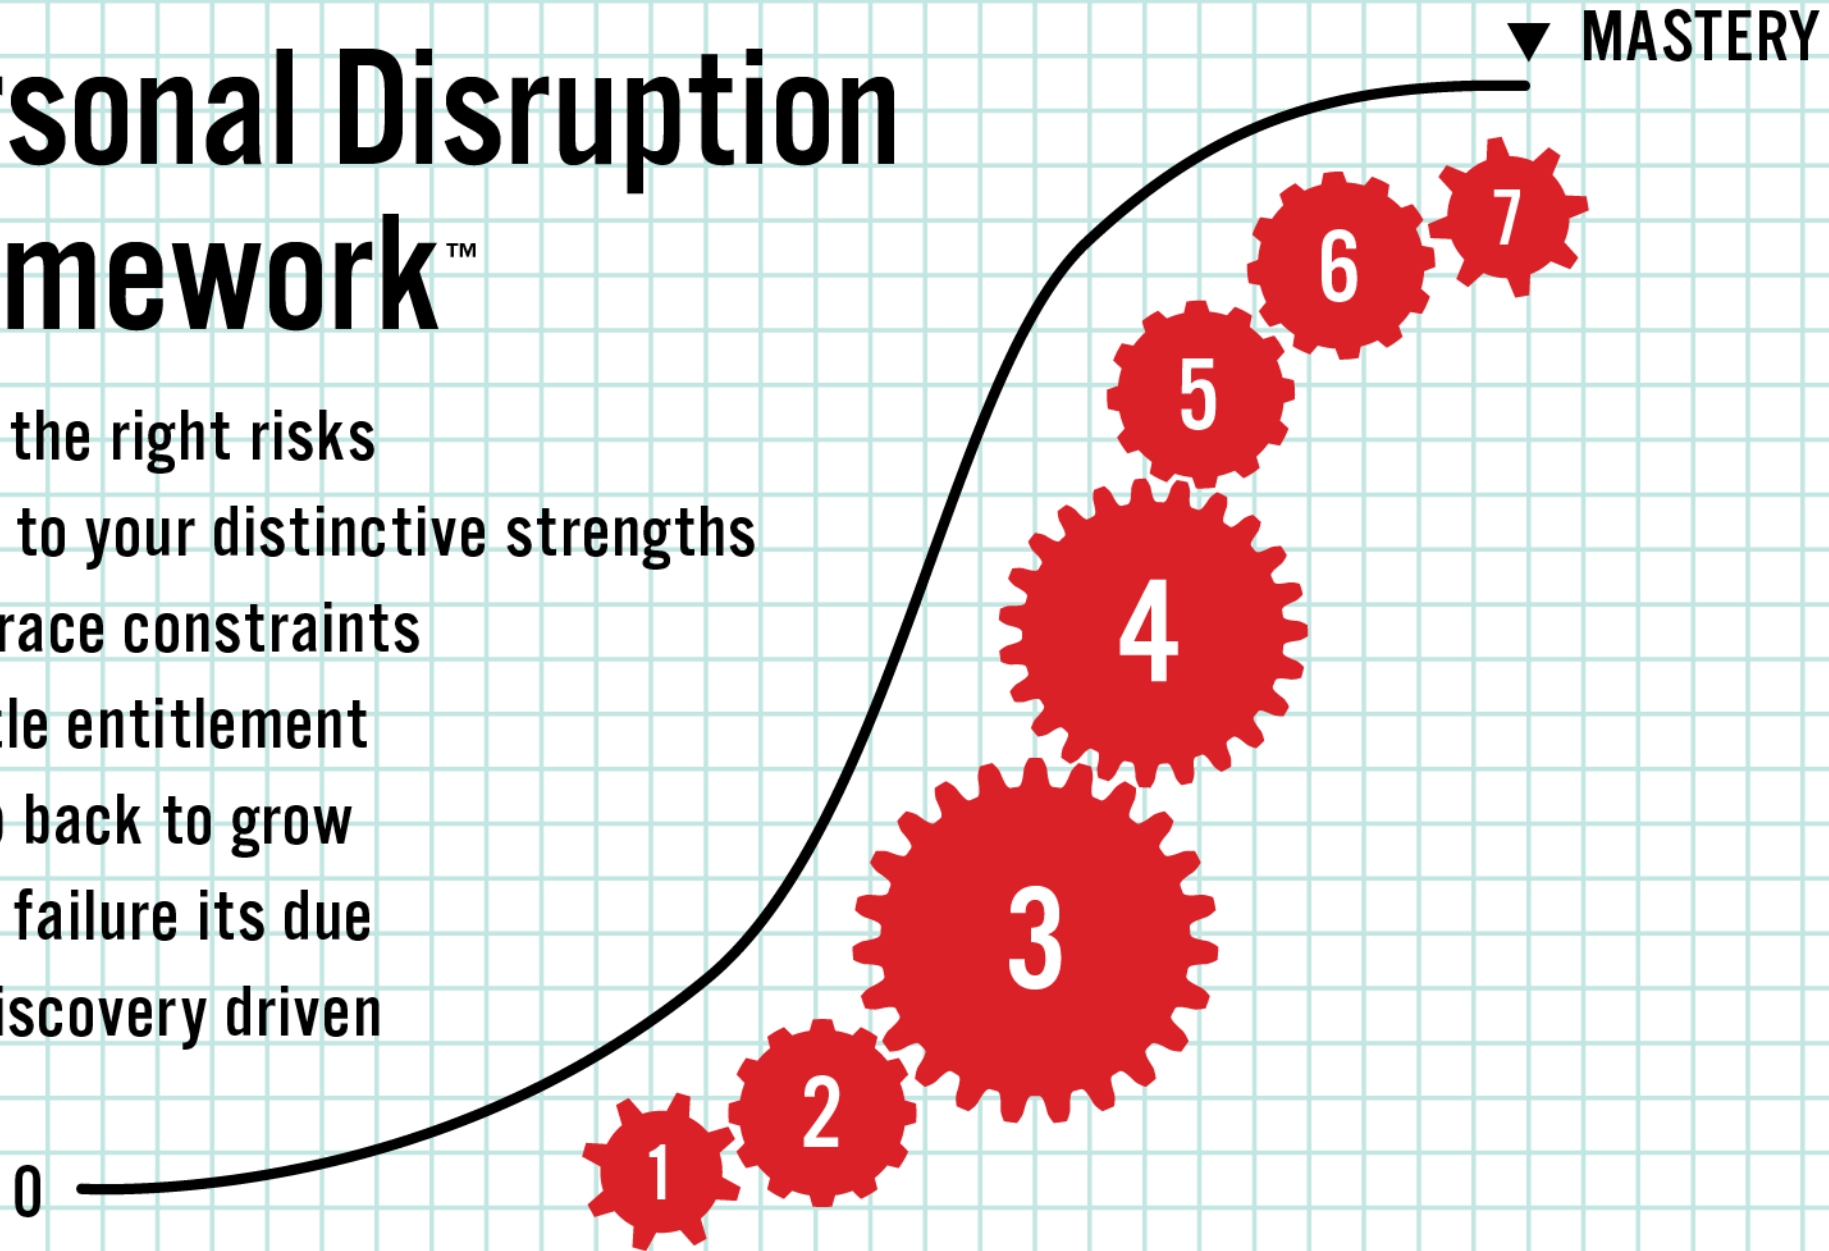 MASTERY
rsonal Disruption
mework™
the right risks
to your distinctive strengths
race constraints
tle entitlement
back to grow
failure its due
iscovery driven
0
1
2
3
4
5
6
7